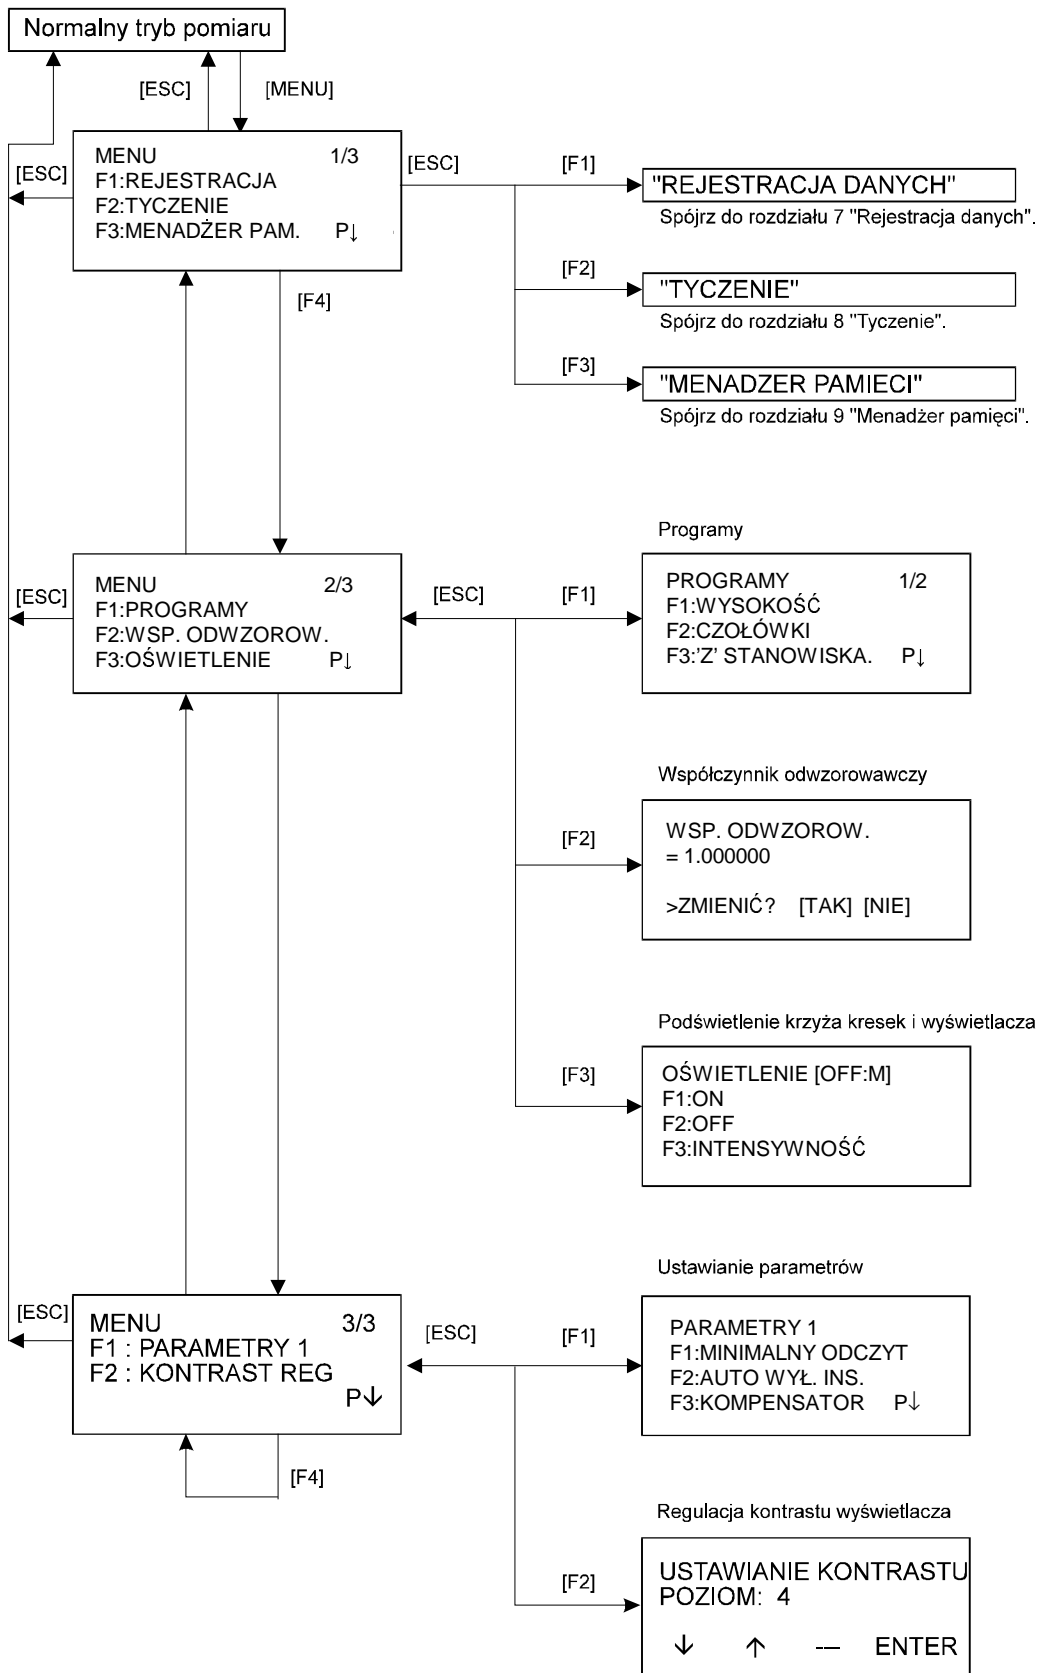 Normalny tryb pomiaru
[ESC] [MENU]
[ESC]
MENU 1/3
F1:REJESTRACJA
F2:TYCZENIE
F3:MENADŻER PAM. P↓
[ESC] [F1]
"REJESTRACJA DANYCH"
Spójrz do rozdziału 7 "Rejestracja danych".
[F2]
"TYCZENIE"
Spójrz do rozdziału 8 "Tyczenie".
[F3]
"MENADZER PAMIECI"
Spójrz do rozdziału 9 "Menadżer pamięci".
[F4]
[ESC]
MENU 2/3
F1:PROGRAMY
F2:WSP. ODWZOROW.
F3:OŚWIETLENIE P↓
[ESC] [F1]
Programy
PROGRAMY 1/2
F1:WYSOKOŚĆ
F2:CZOŁÓWKI
F3:'Z' STANOWISKA. P↓
Współczynnik odwzorowawczy
[F2]
WSP. ODWZOROW.
= 1.000000
>ZMIENIĆ? [TAK] [NIE]
Podświetlenie krzyża kresek i wyświetlacza
[F3]
OŚWIETLENIE [OFF:M]
F1:ON
F2:OFF
F3:INTENSYWNOŚĆ
[ESC]
MENU 3/3
F1 : PARAMETRY 1
F2 : KONTRAST REG
P↓
[F4]
[ESC] [F1]
Ustawianie parametrów
PARAMETRY 1
F1:MINIMALNY ODCZYT
F2:AUTO WYŁ. INS.
F3:KOMPENSATOR P↓
Regulacja kontrastu wyświetlacza
[F2]
USTAWIANIE KONTRASTU
POZIOM: 4
↓ ↑ --- ENTER